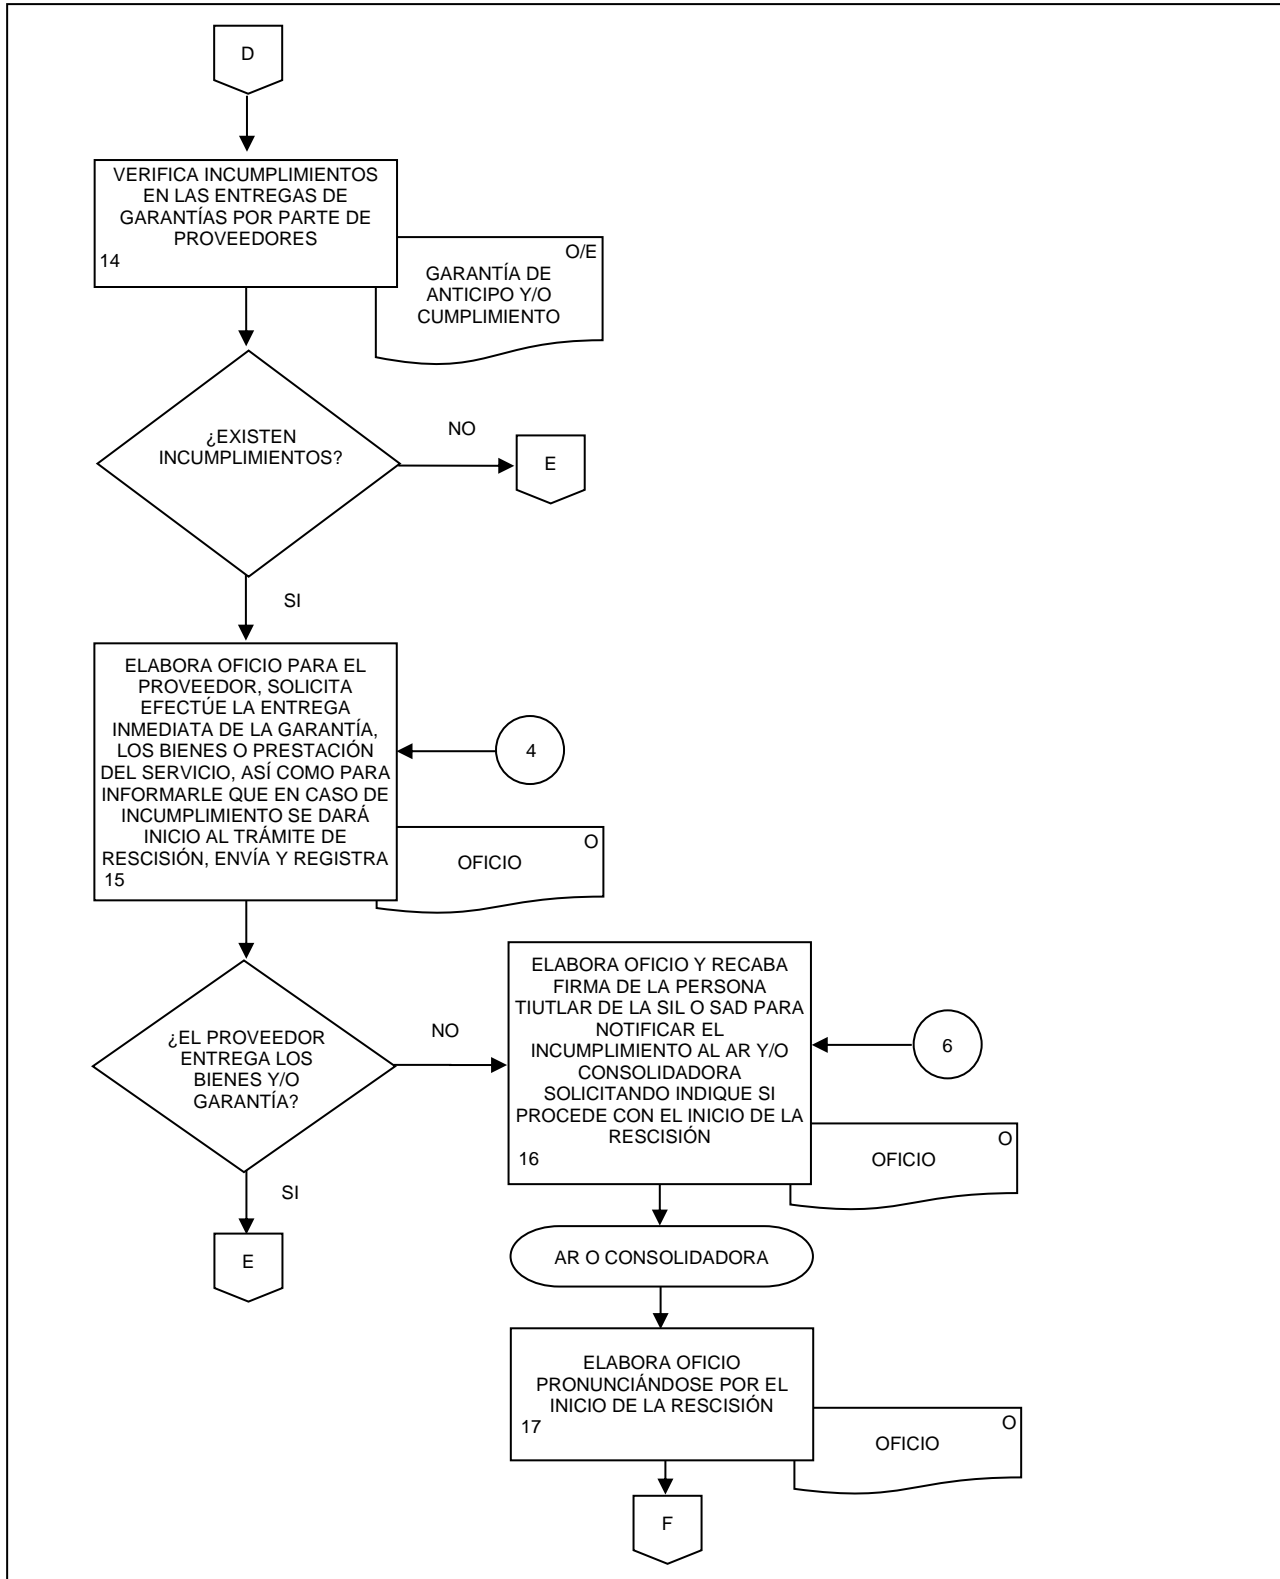 D
VERIFICA INCUMPLIMIENTOS
EN LAS ENTREGAS DE
GARANTÍAS POR PARTE DE
PROVEEDORES
14
O/E
GARANTÍA DE
ANTICIPO Y/O
CUMPLIMIENTO
¿EXISTEN
INCUMPLIMIENTOS?
NO
E
SI
ELABORA OFICIO PARA EL
PROVEEDOR, SOLICITA
EFECTÚE LA ENTREGA
INMEDIATA DE LA GARANTÍA,
LOS BIENES O PRESTACIÓN
DEL SERVICIO, ASÍ COMO PARA
INFORMARLE QUE EN CASO DE
INCUMPLIMIENTO SE DARÁ
INICIO AL TRÁMITE DE
RESCISIÓN, ENVÍA Y REGISTRA
15
4
O
OFICIO
¿EL PROVEEDOR
ENTREGA LOS
BIENES Y/O
GARANTÍA?
NO
SI
E
ELABORA OFICIO Y RECABA
FIRMA DE LA PERSONA
TIUTLAR DE LA SIL O SAD PARA
NOTIFICAR EL
INCUMPLIMIENTO AL AR Y/O
CONSOLIDADORA
SOLICITANDO INDIQUE SI
PROCEDE CON EL INICIO DE LA
RESCISIÓN
16
6
O
OFICIO
AR O CONSOLIDADORA
ELABORA OFICIO
PRONUNCIÁNDOSE POR EL
INICIO DE LA RESCISIÓN
17
O
OFICIO
F